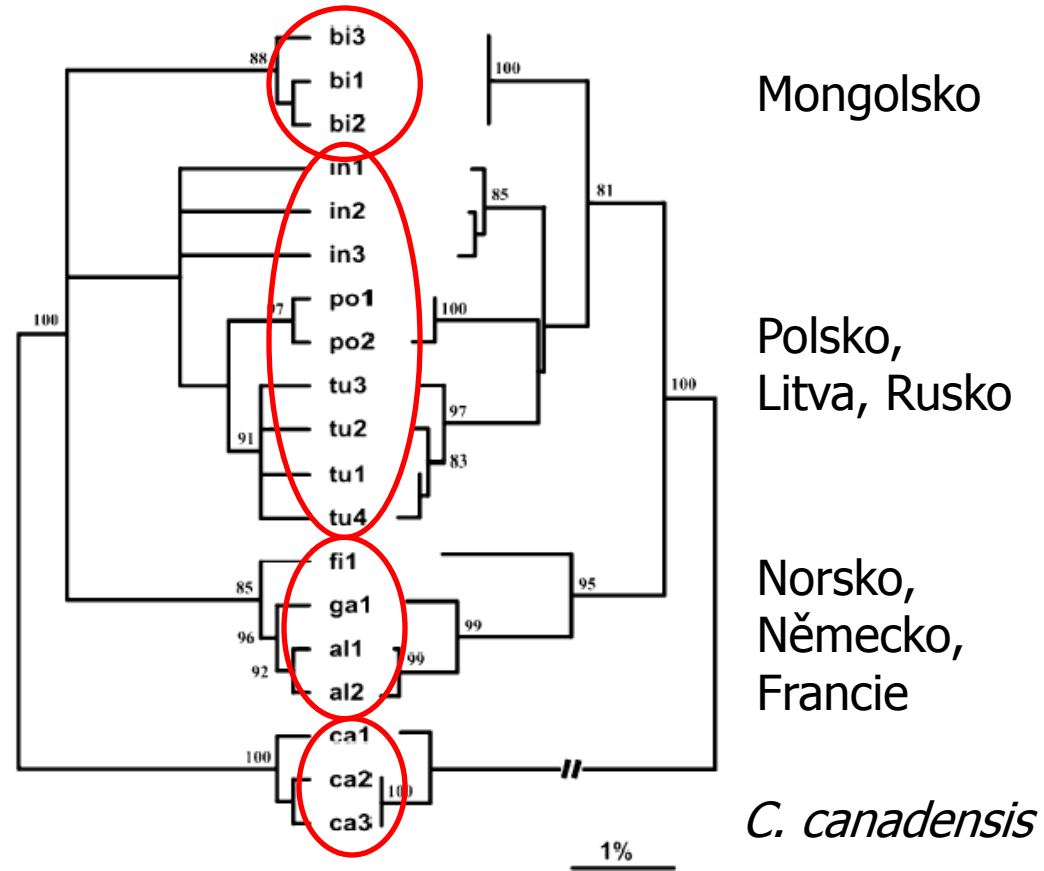 bi3
88
bi1
100
Mongolsko
bi2
in1
81
85
in2
in3
po1
97
100
100
po2
Polsko,
Litva, Rusko
tu3
100
97
tu2
91
83
tu1
tu4
fi1
85
95
Norsko,
Německo,
Francie
ga1
96
99
al1
99
92
al2
ca1
100
ca2
100
ca3
C. canadensis
1%